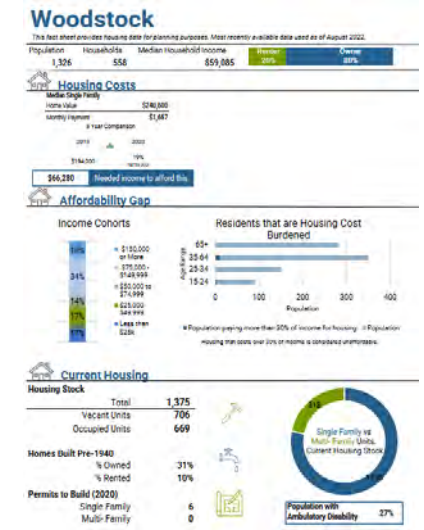 Woodstock
This fact sheet provides housing data for planning purposes. Most recently available data used as of August 2022.
Population Households Median Household Income Renter Owner
1,326 558 $59,085 20% 80%
Housing Costs
Median Single Family
Home Value $240,000
Monthly Payment $1,687
Year Comparison
2020
19%
$66,280 Needed income to afford this
Affordability Gap
Income Cohorts
$150,000
or More
$75,000-
$149,999
$50,000 to
$74,999
$25,000
$49,999
Less than
$25k
34%
14%
17%
17%
Residents that are Housing Cost
Burdened
Age Range
65+
35-64
25-34
15-24
0 100 200 300 400
Population
Population paying more than 30% of income for housing Population
Housing that costs over 30% of income is considered unaffordable.
Current Housing
Housing Stock
Total 1,375
Vacant Units 706
Occupied Units 669
Homes Built Pre-1940
% Owned 31%
% Rented 10%
Permits to Build (2020)
Single Family 6
Multi- Family 0
Single Family vs
Multi- Family Units.
Current Housing Stock
Population with
Ambulatory Disability 27%